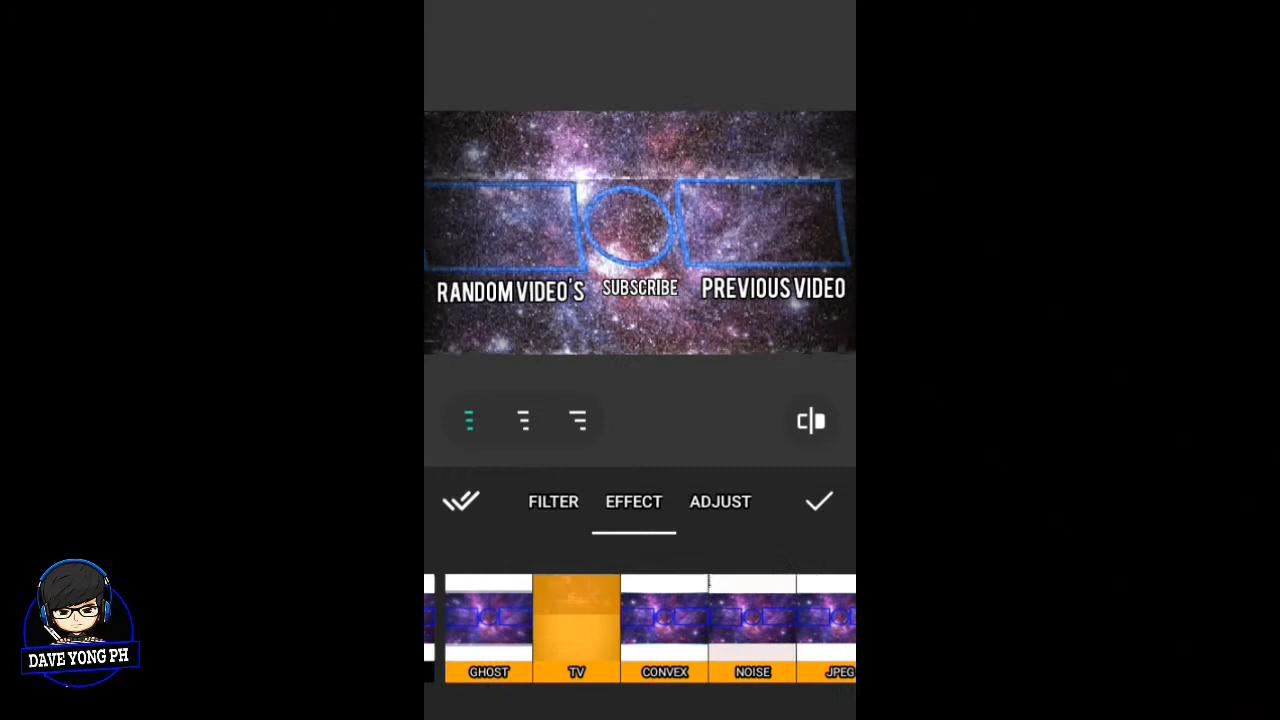 RANDOM VIDEO'S SUBSCRIBE PREVIOUS VIDEO
FILTER EFFECT ADJUST
GHOST TV CONVEX NOISE JPEG
DAVE YONG PH